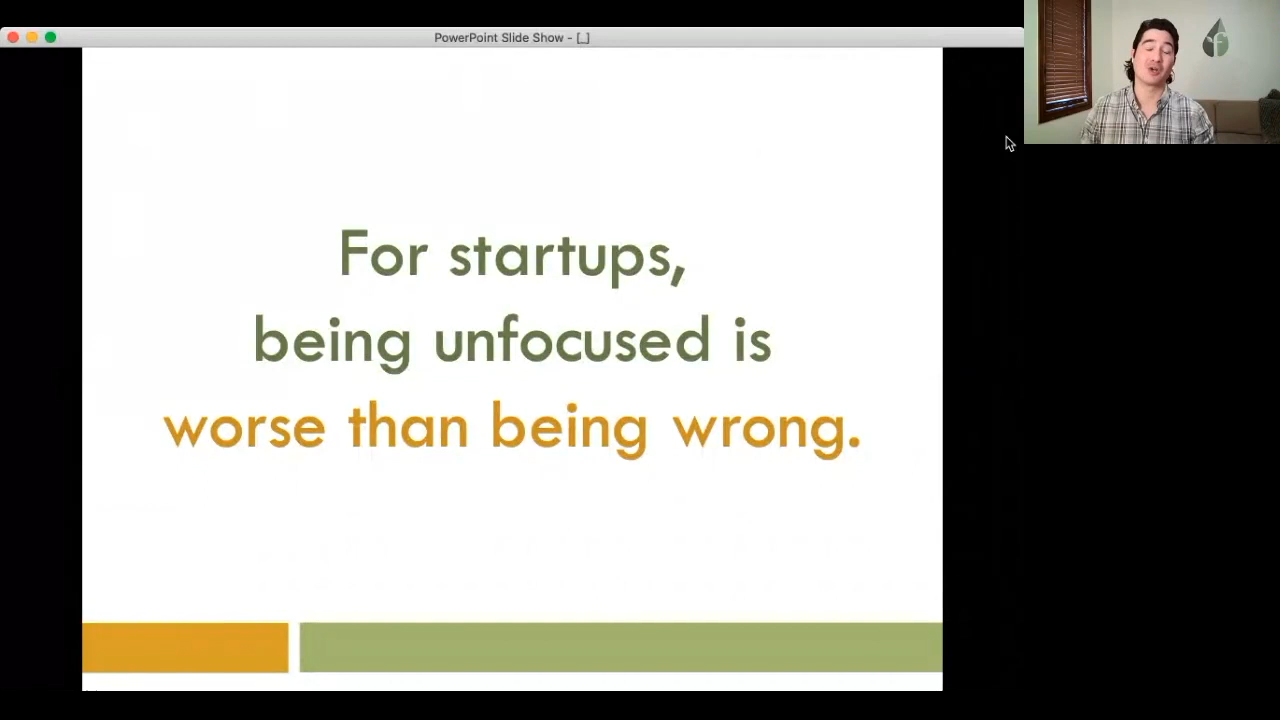 PowerPoint Slide Show - [_]
For startups,
being unfocused is
worse than being wrong.
f